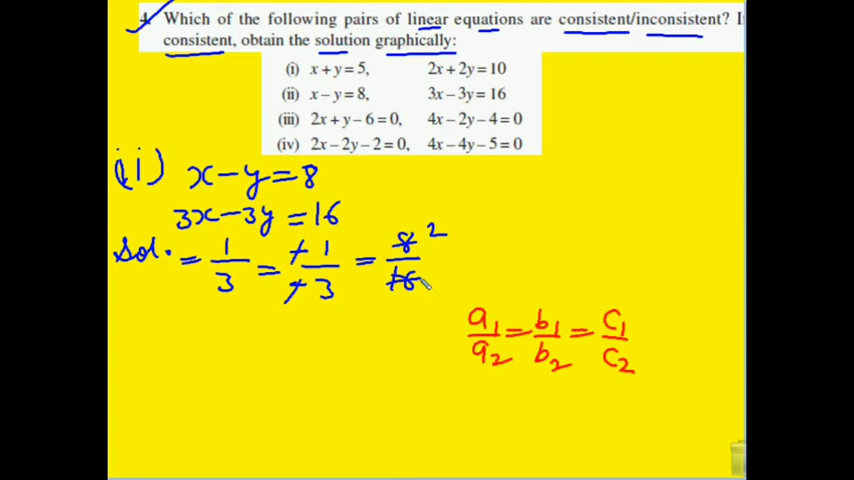 4. Which of the following pairs of linear equations are consistent/inconsistent? I
consistent, obtain the solution graphically:
(i) x + y = 5, 2x + 2y = 10
(ii) x – y = 8, 3x – 3y = 16
(iii) 2x + y – 6 = 0, 4x – 2y – 4 = 0
(iv) 2x – 2y – 2 = 0, 4x – 4y – 5 = 0
(ii) x – y = 8
3x – 3y = 16
Sol. = 1/3 = -1/-3 = 8/16 2
a1/a2 = b1/b2 = c1/c2